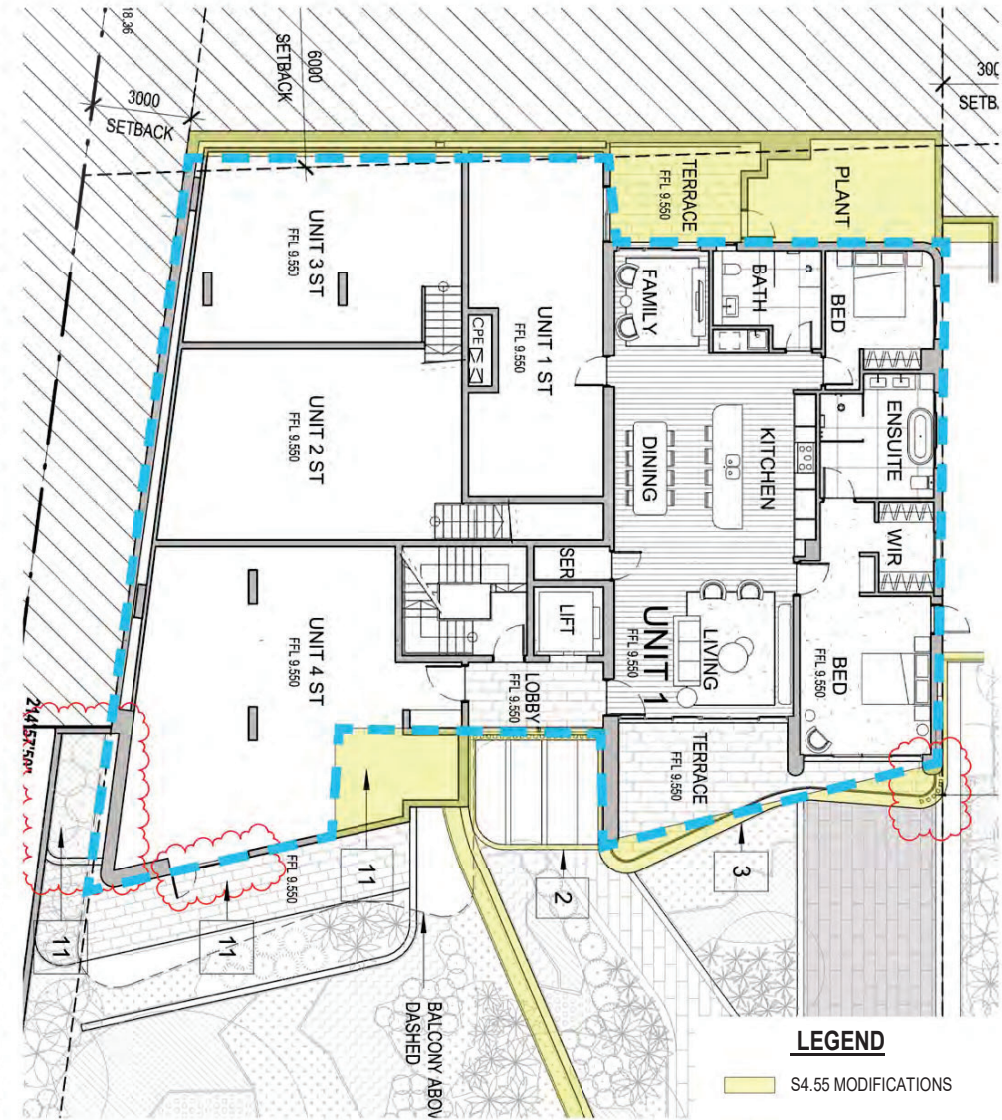 18.36
6000
SETBACK
3000
SETBACK
300
SETB
TERRACE
FFL 9.550
PLANT
UNIT 3 ST
FFL 9.550
UNIT 1 ST
FFL 9.550
CPE
FAMILY
BATH
BED
UNIT 2 ST
FFL 9.550
DINING
KITCHEN
ENSUITE
WIR
SER
LIFT
UNIT 4 ST
FFL 9.550
LOBBY
FFL 9.550
UNIT 1
FFL 9.550
LIVING
BED
FFL 9.550
TERRACE
FFL 9.550
214°57'50"
FFL 9.550
11
11
11
2
3
BALCONY ABOV
DASHED
LEGEND
S4.55 MODIFICATIONS